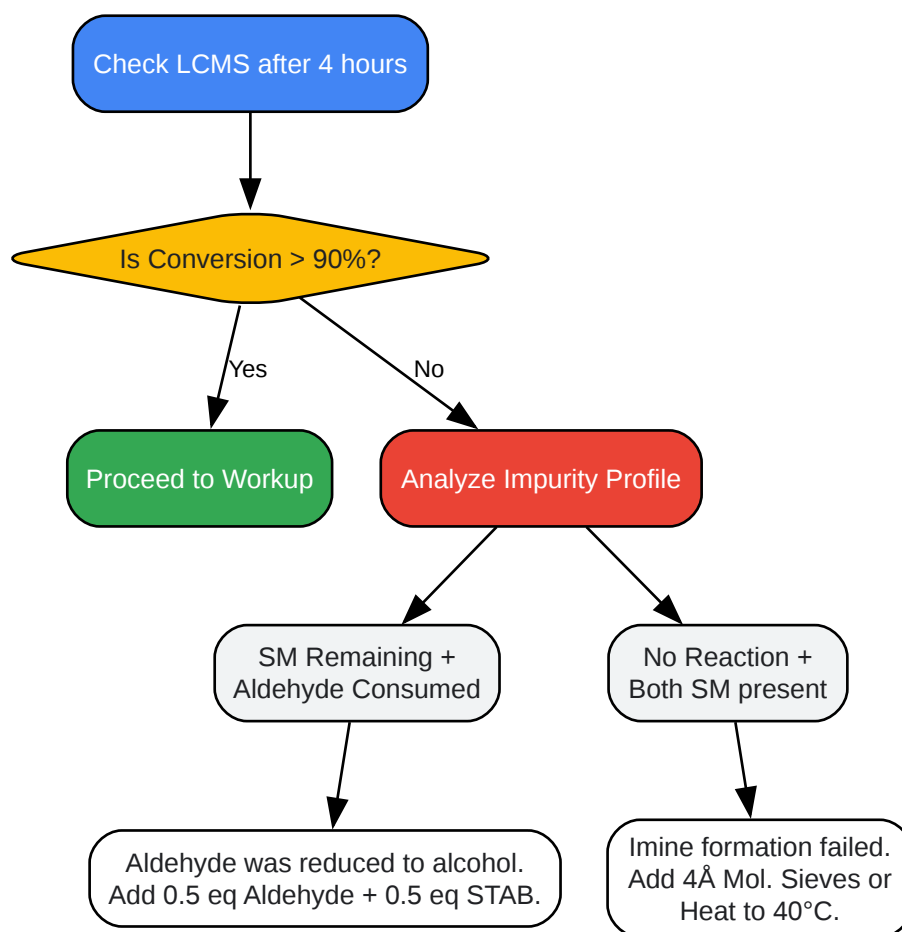 Check LCMS after 4 hours
Is Conversion > 90%?
Yes
No
Proceed to Workup
Analyze Impurity Profile
SM Remaining +
Aldehyde Consumed
No Reaction +
Both SM present
Aldehyde was reduced to alcohol.
Add 0.5 eq Aldehyde + 0.5 eq STAB.
Imine formation failed.
Add 4Å Mol. Sieves or
Heat to 40°C.